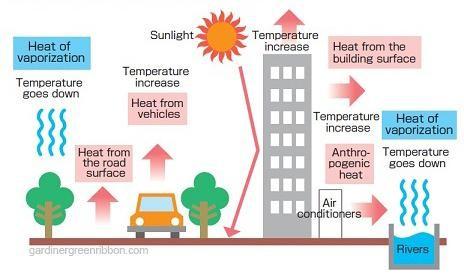 Heat of
vaporization
Temperature
goes down
Temperature
increase
Heat from
vehicles
Heat from
the road
surface
Sunlight
Temperature
increase
Heat from the
building surface
Temperature
increase
Anthro-
pogenic
heat
Air
conditioners
Heat of
vaporization
Temperature
goes down
Rivers
gardinergreenribbon.com